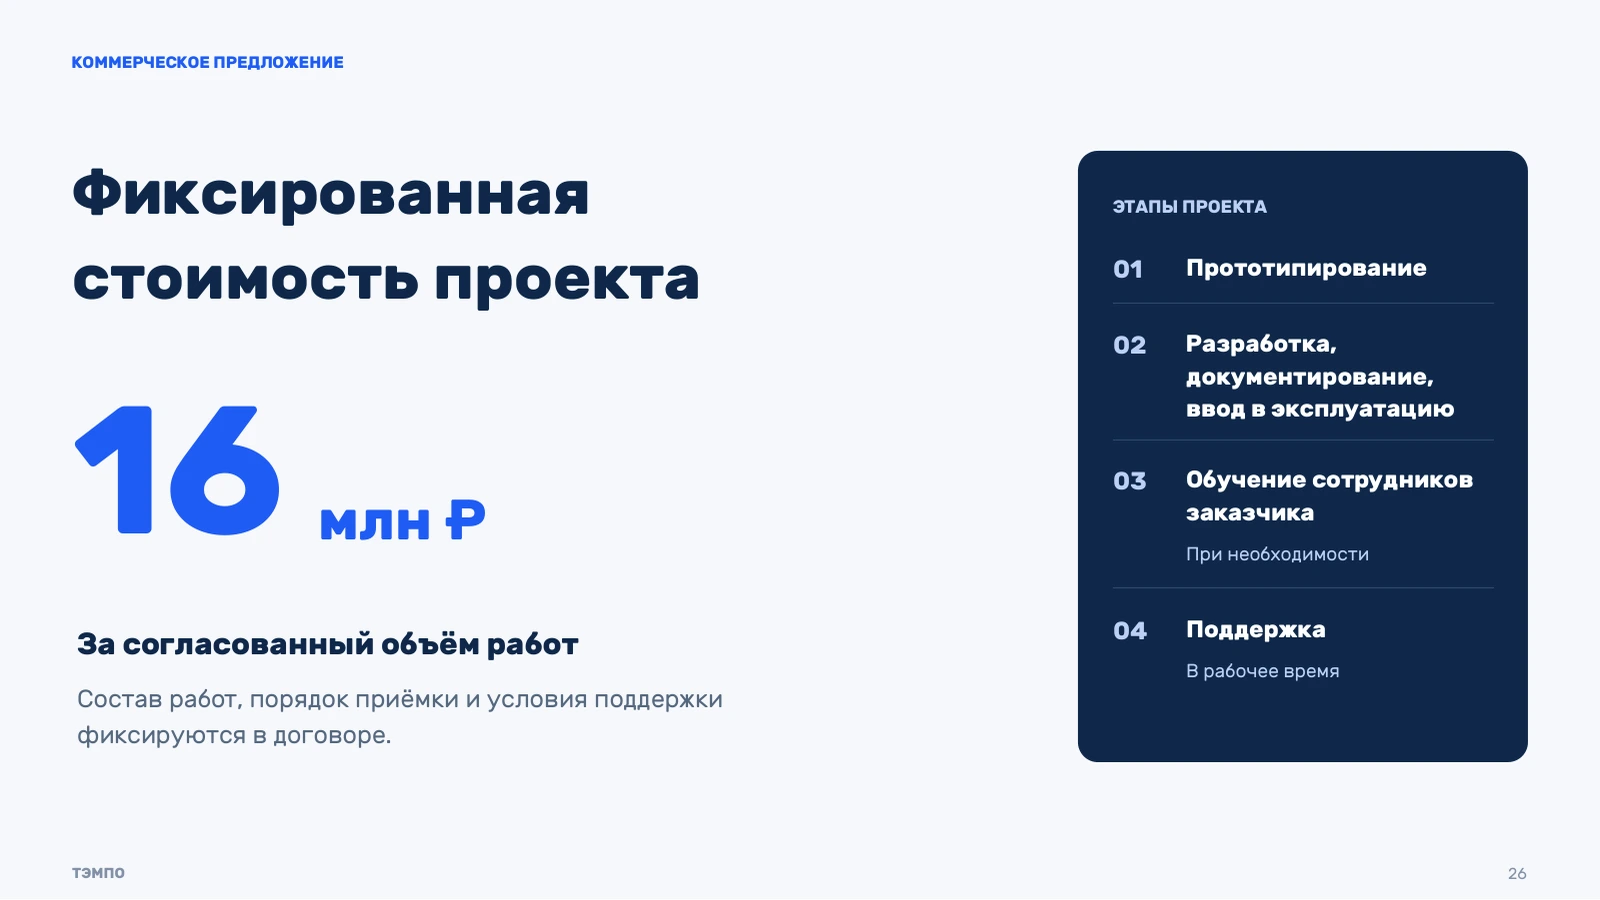 КОММЕРЧЕСКОЕ ПРЕДЛОЖЕНИЕ
Фиксированная
стоимость проекта
16 млн ₽
За согласованный объём работ
Состав работ, порядок приёмки и условия поддержки
фиксируются в договоре.
ЭТАПЫ ПРОЕКТА
01 Прототипирование
02 Разработка,
документирование,
ввод в эксплуатацию
03 Обучение сотрудников
заказчика
При необходимости
04 Поддержка
В рабочее время
ТЭМПО
26